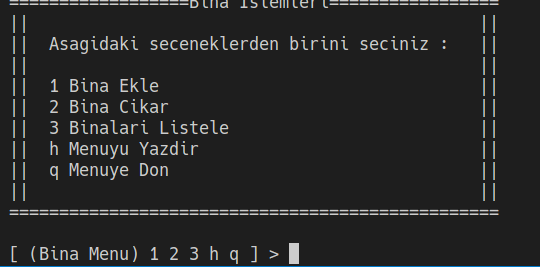 ==================Bina Islemleri=================
||                                             ||
||  Asagidaki seceneklerden birini seciniz :   ||
||                                             ||
||  1 Bina Ekle                                ||
||  2 Bina Cikar                               ||
||  3 Binalari Listele                         ||
||  h Menuyu Yazdir                            ||
||  q Menuye Don                               ||
||                                             ||
=================================================
[ (Bina Menu) 1 2 3 h q ] >